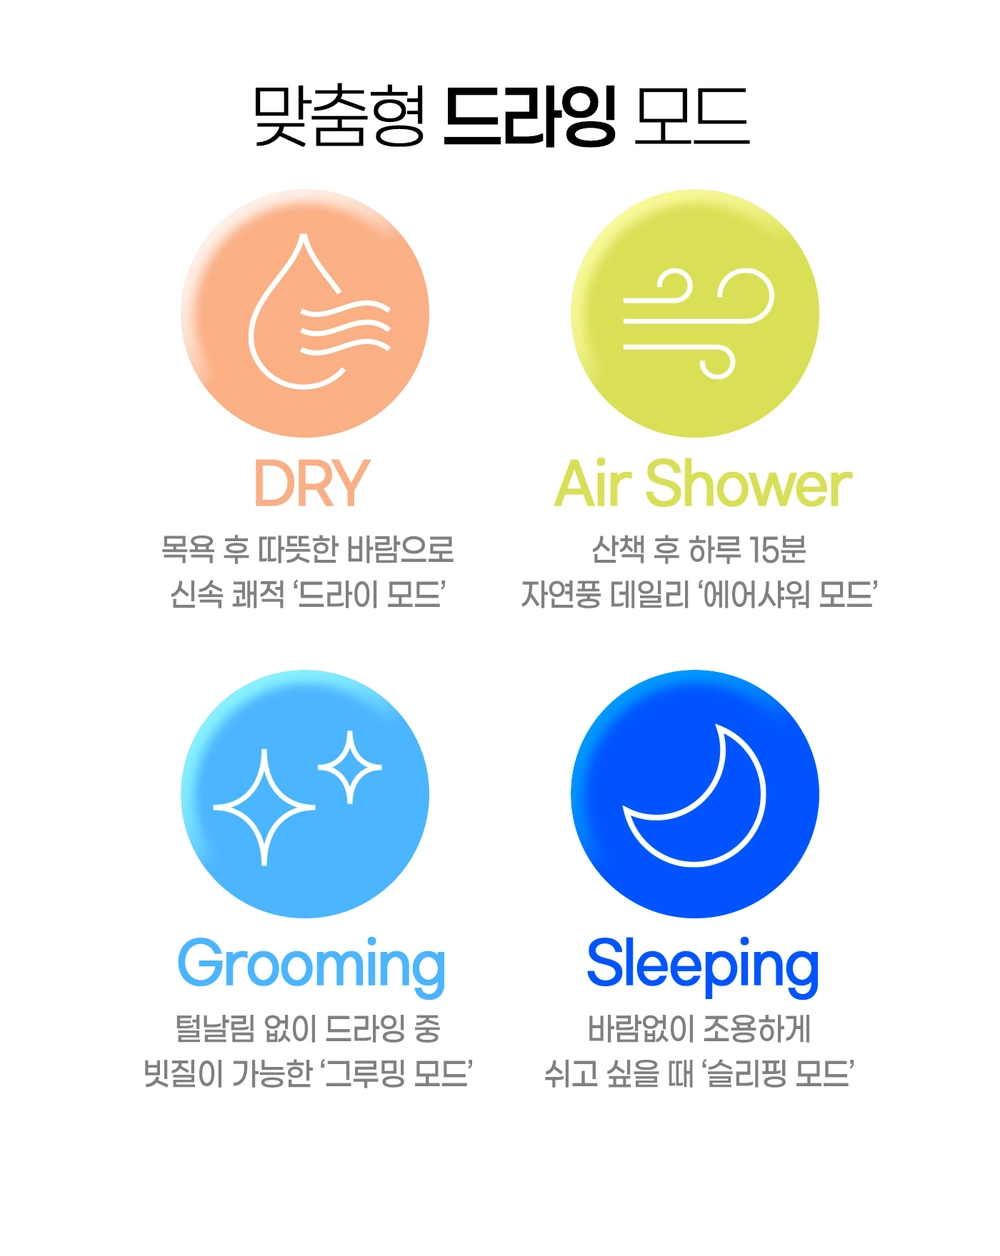 맞춤형 드라잉 모드
DRY
목욕 후 따뜻한 바람으로
신속 쾌적 ‘드라이 모드’
Air Shower
산책 후 하루 15분
자연풍 데일리 ‘에어샤워 모드’
Grooming
털날림 없이 드라잉 중
빗질이 가능한 ‘그루밍 모드’
Sleeping
바람없이 조용하게
쉬고 싶을 때 ‘슬리핑 모드’